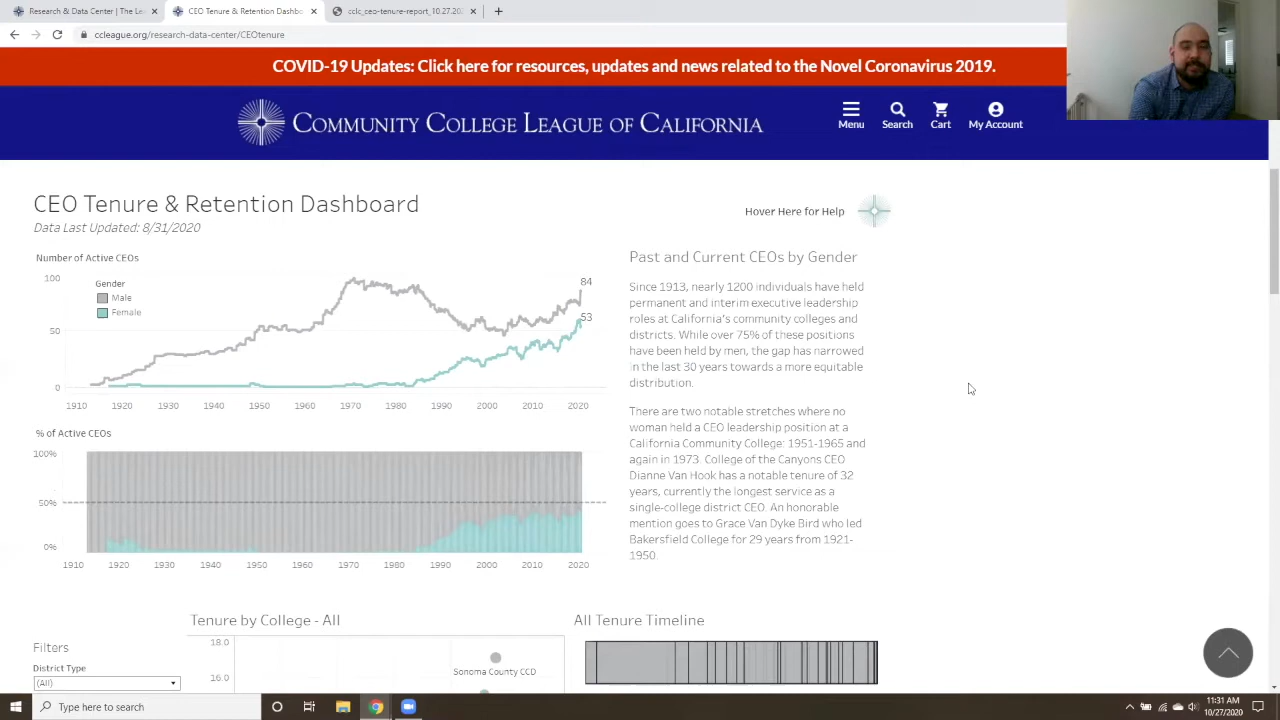 Research & Data Center | The Le
CEO Tenure & Retention Dashbo
cclc_ceo-tenure-report_10.27.202
ccleague.org/research-data-center/CEOtenure
COVID-19 Updates: Click here for resources, updates and news related to the Novel Coronavirus 2019.
COMMUNITY COLLEGE LEAGUE OF CALIFORNIA
Menu Search Cart My Account
CEO Tenure & Retention Dashboard
Data Last Updated: 8/31/2020
Hover Here for Help
Number of Active CEOs
100
50
0
Gender
Male
Female
84
53
1910 1920 1930 1940 1950 1960 1970 1980 1990 2000 2010 2020
% of Active CEOs
100%
50%
0%
1910 1920 1930 1940 1950 1960 1970 1980 1990 2000 2010 2020
Past and Current CEOs by Gender
Since 1913, nearly 1200 individuals have held
permanent and interim executive leadership
roles at California's community colleges and
districts. While over 75% of these positions
have been held by men, the gap has narrowed
in the last 30 years towards a more equitable
distribution.
There are two notable stretches where no
woman held a CEO leadership position at a
California Community College: 1951-1965 and
again in 1973. College of the Canyons CEO
Dianne Van Hook has a notable tenure of 32
years, currently the longest service as a
single-college district CEO. An honorable
mention goes to Grace Van Dyke Bird who led
Bakersfield College for 29 years from 1921-
1950.
Filters
District Type
(All)
Tenure by College - All
18.0
16.0
Sonoma County CCD
All Tenure Timeline
Type here to search
11:31 AM
10/27/2020